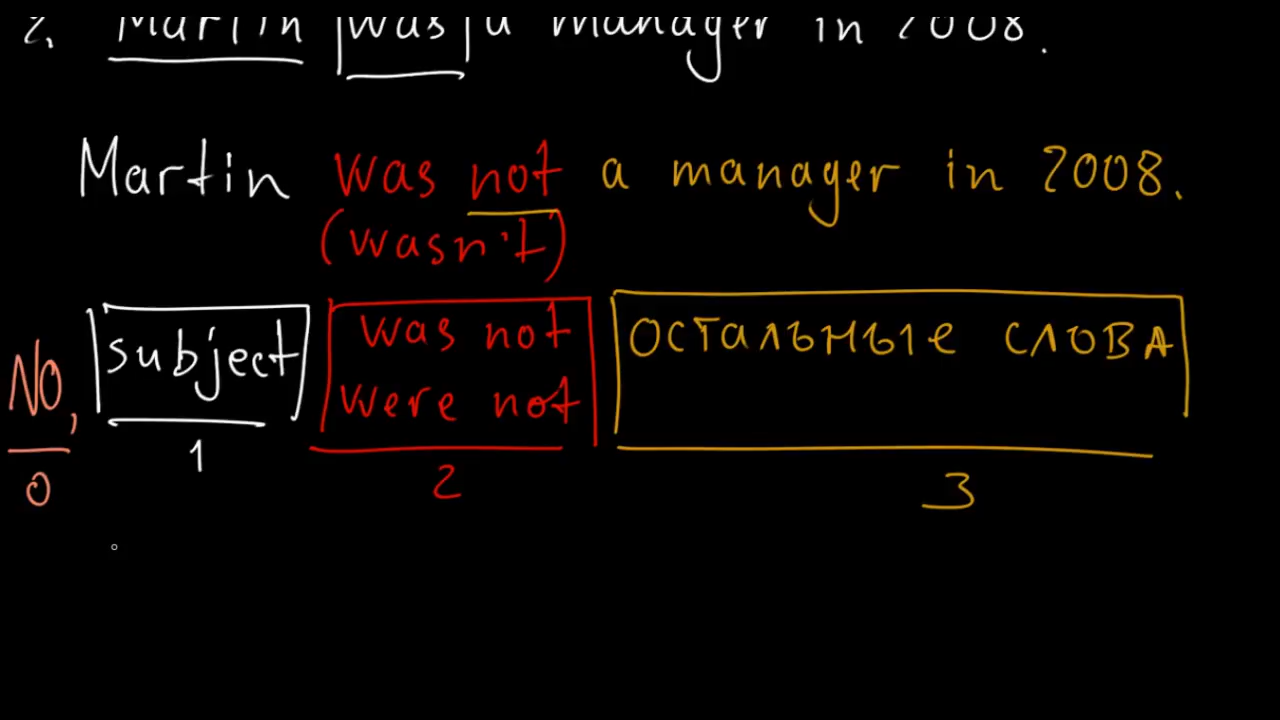 2. Martin was a manager in 2008.
Martin was not a manager in 2008.
(wasn't)
NO, subject was not остальные слова
were not
0 1 2 3